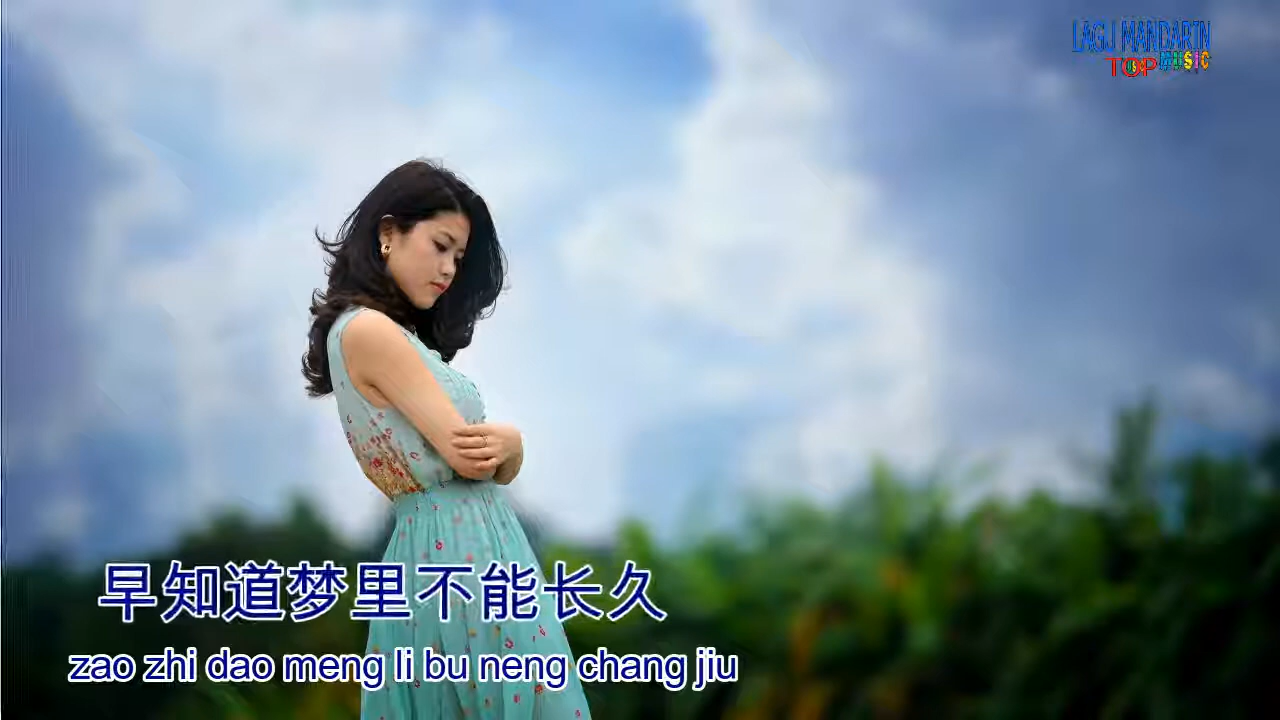 LAGU MANDARIN
TOP MUSIC
早知道梦里不能长久
zao zhi dao meng li bu neng chang jiu